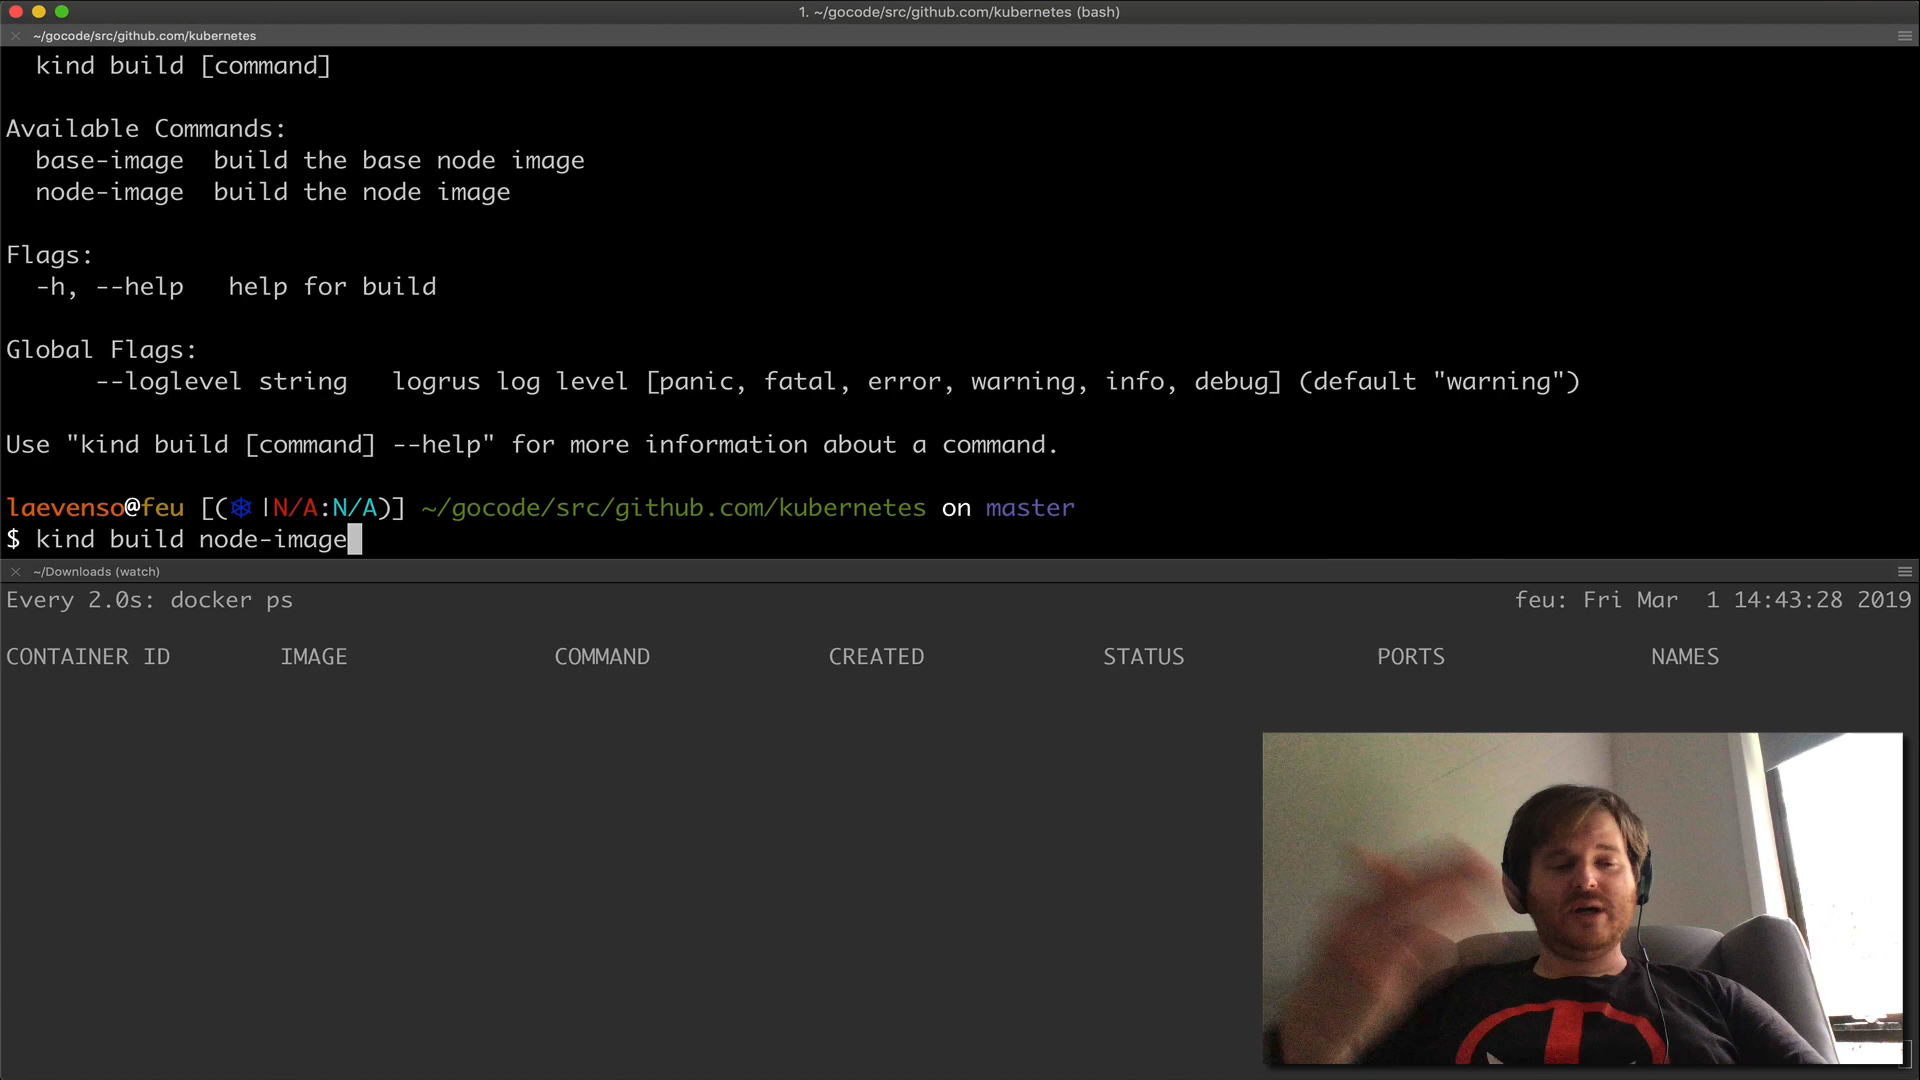 1. ~/gocode/src/github.com/kubernetes (bash)
~/gocode/src/github.com/kubernetes
kind build [command]
Available Commands:
base-image  build the base node image
node-image  build the node image
Flags:
-h, --help   help for build
Global Flags:
--loglevel string   logrus log level [panic, fatal, error, warning, info, debug] (default "warning")
Use "kind build [command] --help" for more information about a command.
laevenso@feu [(⎈ |N/A:N/A)] ~/gocode/src/github.com/kubernetes on master
$ kind build node-image
~/Downloads (watch)
Every 2.0s: docker ps feu: Fri Mar  1 14:43:28 2019
CONTAINER ID IMAGE COMMAND CREATED STATUS PORTS NAMES